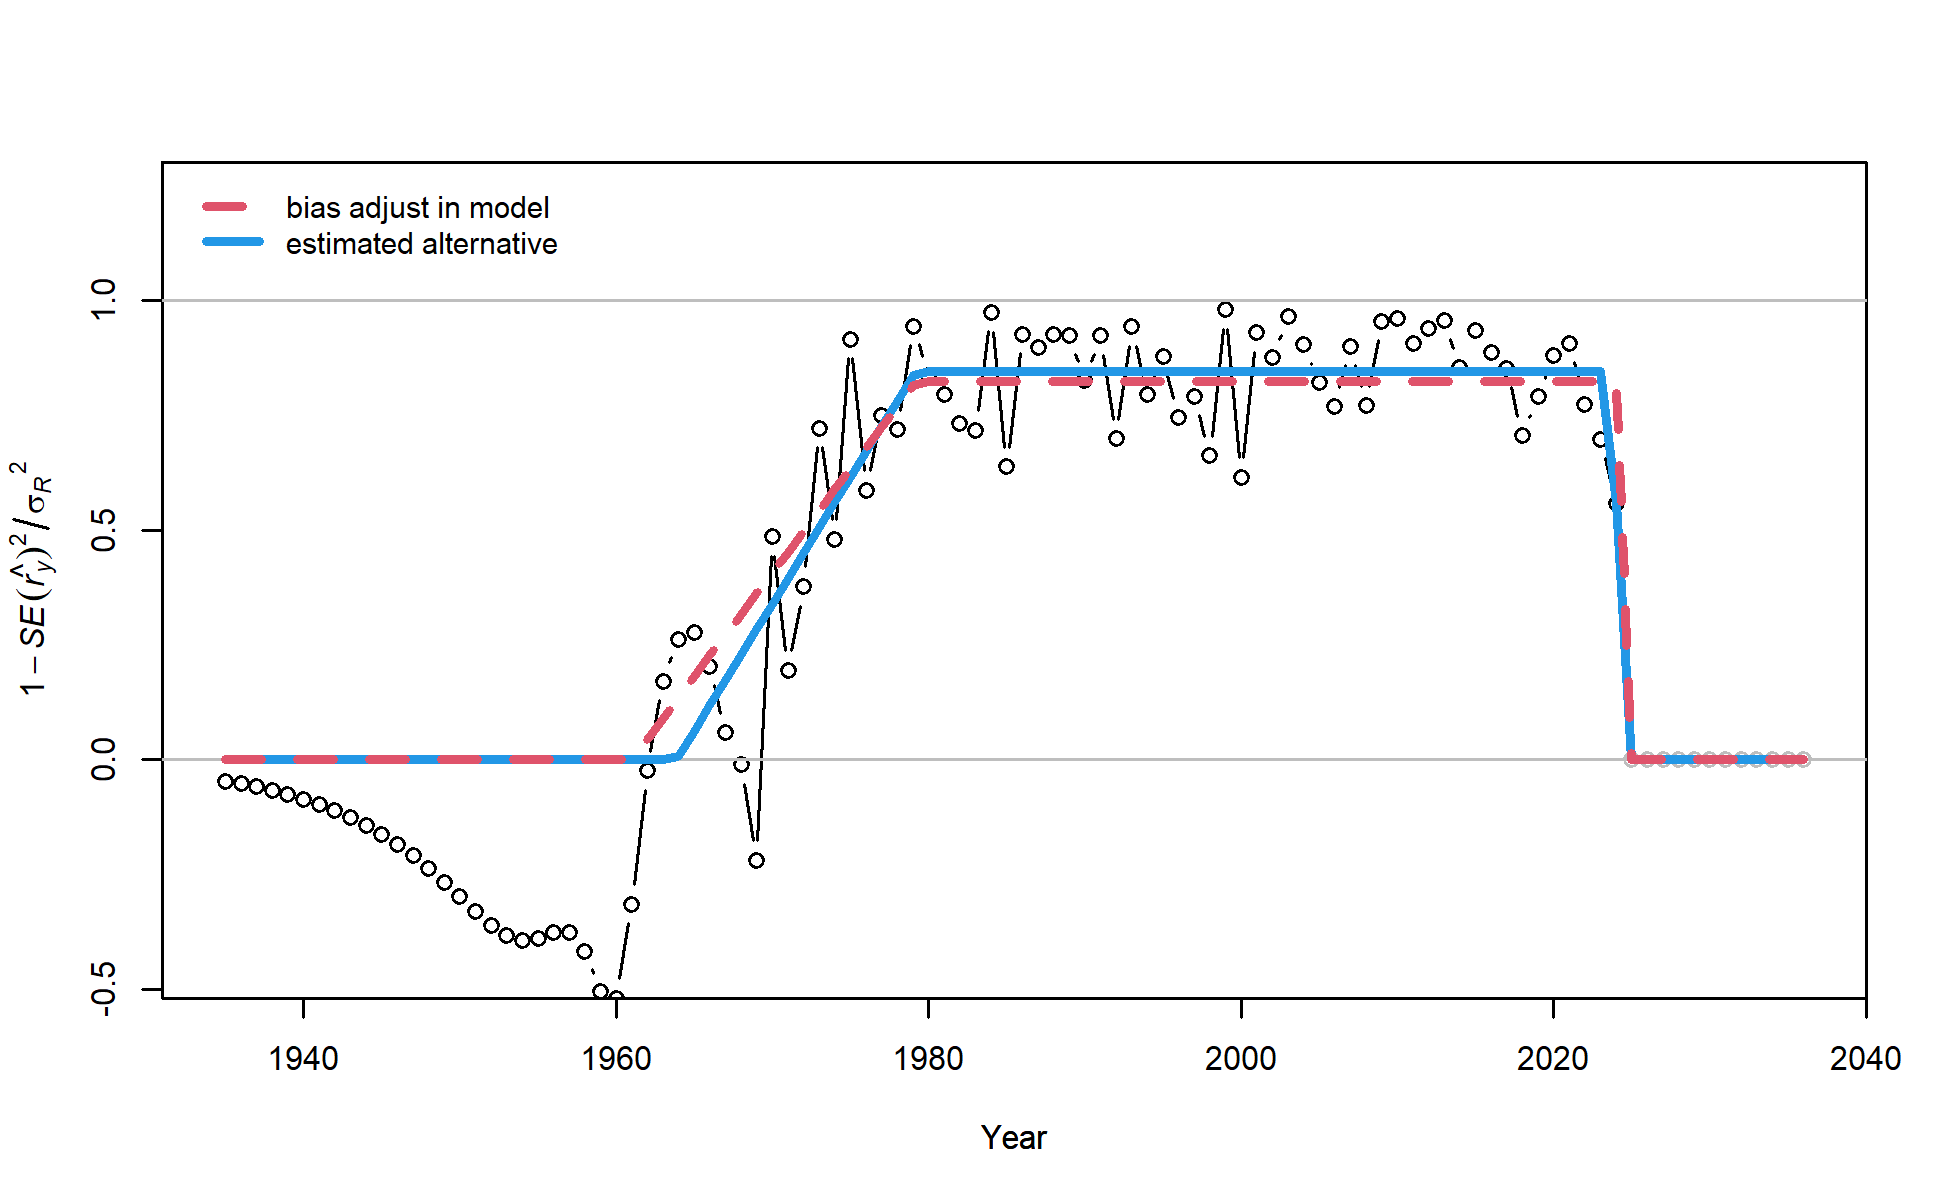 bias adjust in model
estimated alternative
1 − SE(r̂y)² / σR²
1.0
0.5
0.0
-0.5
1940 1960 1980 2000 2020 2040
Year